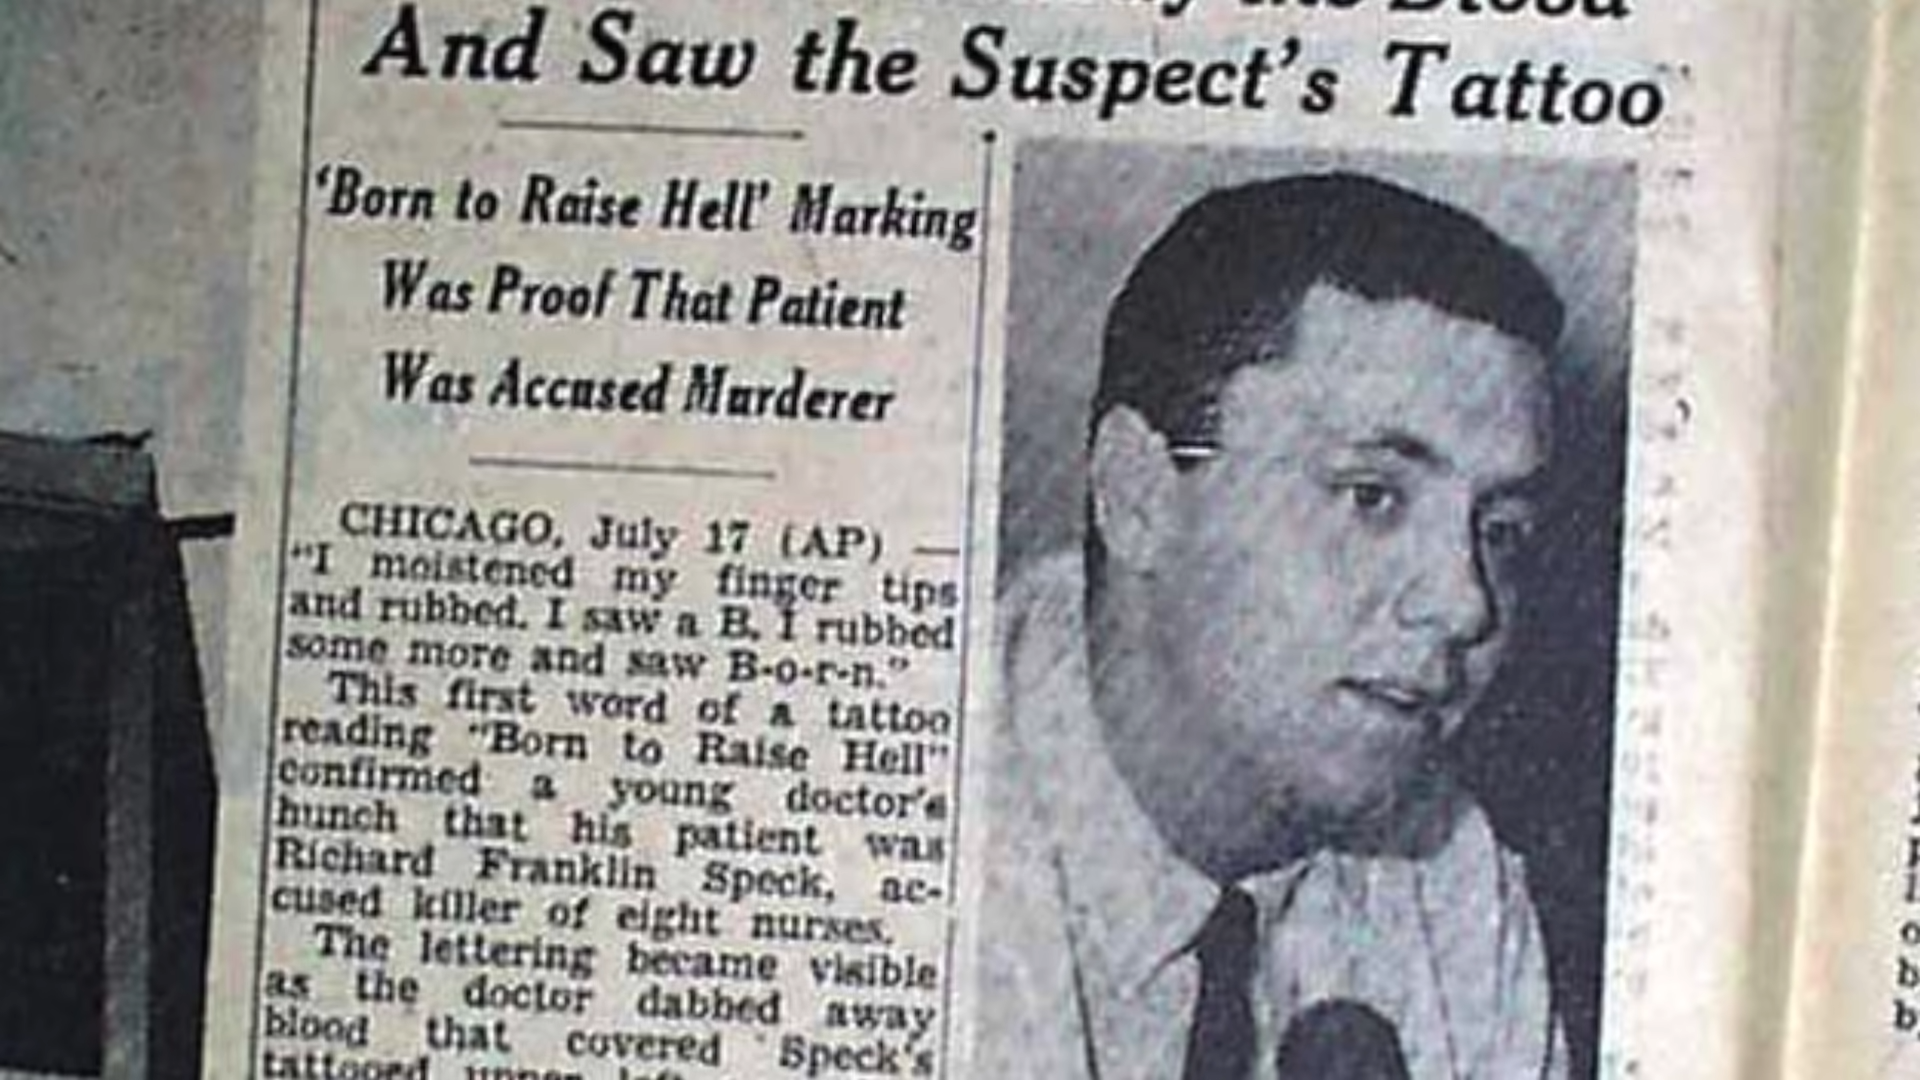 And Saw the Suspect's Tattoo
'Born to Raise Hell' Marking
Was Proof That Patient
Was Accused Murderer
CHICAGO, July 17 (AP) —
"I moistened my finger tips
and rubbed. I saw a B. I rubbed
some more and saw B-o-r-n."
This first word of a tattoo
reading "Born to Raise Hell"
confirmed a young doctor's
hunch that his patient was
Richard Franklin Speck, ac-
cused killer of eight nurses.
The lettering became visible
as the doctor dabbed away
blood that covered Speck's
tattooed upper left